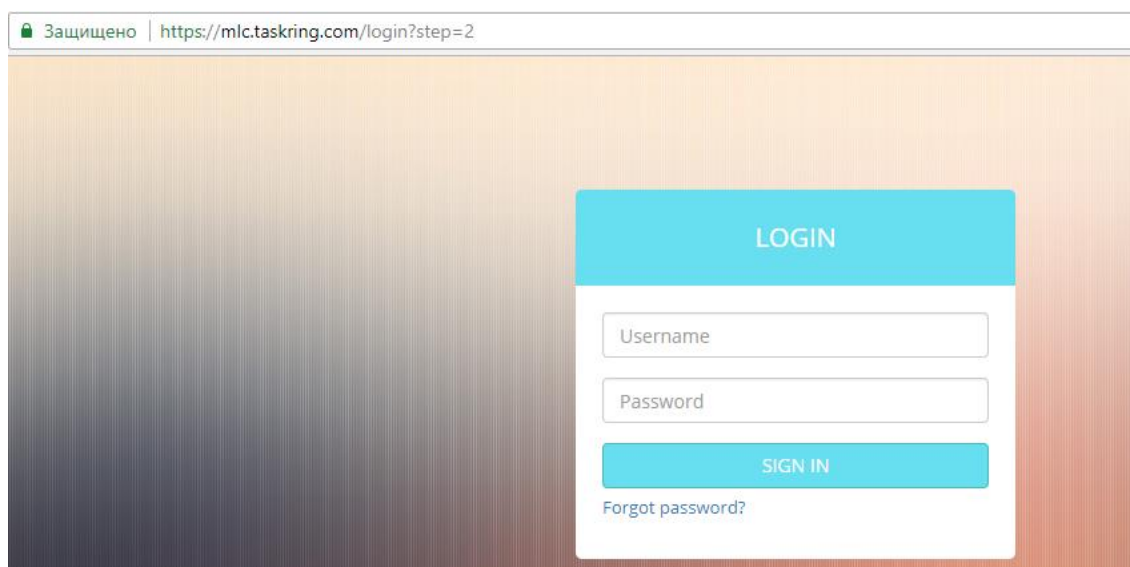 Защищено https://mlc.taskring.com/login?step=2
LOGIN
Username
Password
SIGN IN
Forgot password?